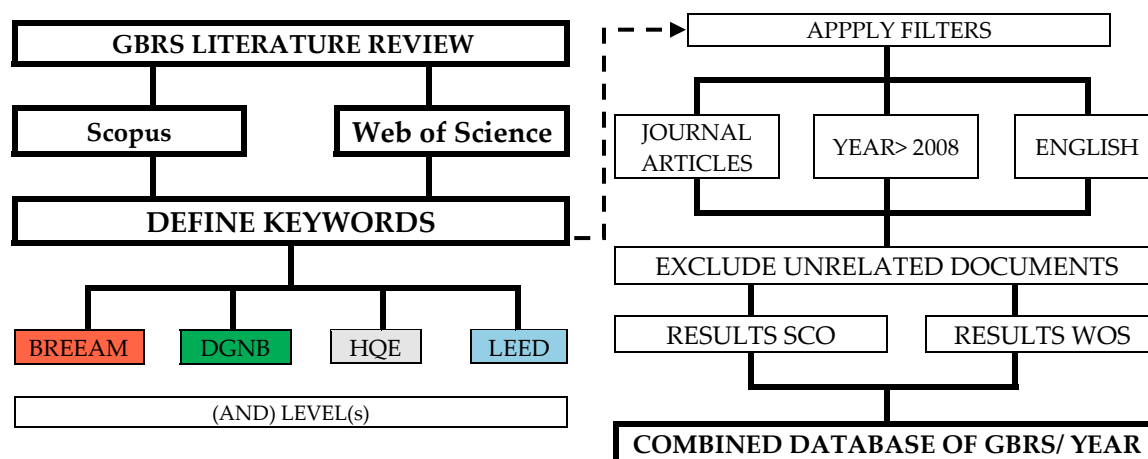 GBRS LITERATURE REVIEW
Scopus
Web of Science
DEFINE KEYWORDS
BREEAM
DGNB
HQE
LEED
(AND) LEVEL(s)
APPPLY FILTERS
JOURNAL
ARTICLES
YEAR> 2008
ENGLISH
EXCLUDE UNRELATED DOCUMENTS
RESULTS SCO
RESULTS WOS
COMBINED DATABASE OF GBRS/ YEAR